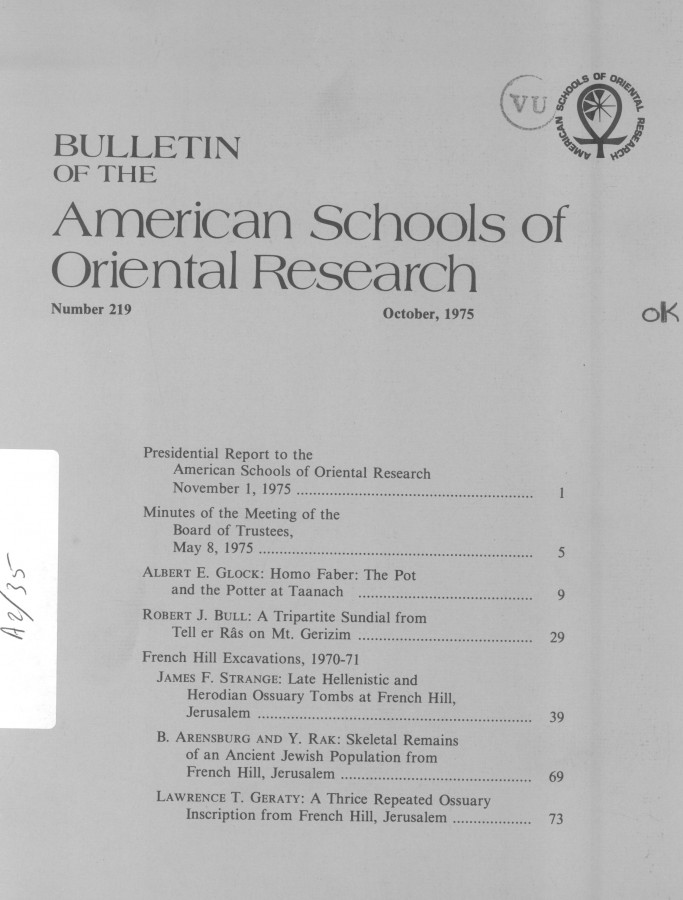 VU
AMERICAN SCHOOLS OF ORIENTAL RESEARCH
BULLETIN
OF THE
American Schools of
Oriental Research
Number 219 October, 1975
OK
Presidential Report to the
American Schools of Oriental Research
November 1, 1975 ........ 1
Minutes of the Meeting of the
Board of Trustees,
May 8, 1975 ........ 5
ALBERT E. GLOCK: Homo Faber: The Pot
and the Potter at Taanach ........ 9
ROBERT J. BULL: A Tripartite Sundial from
Tell er Râs on Mt. Gerizim ........ 29
French Hill Excavations, 1970-71
JAMES F. STRANGE: Late Hellenistic and
Herodian Ossuary Tombs at French Hill,
Jerusalem ........ 39
B. ARENSBURG AND Y. RAK: Skeletal Remains
of an Ancient Jewish Population from
French Hill, Jerusalem ........ 69
LAWRENCE T. GERATY: A Thrice Repeated Ossuary
Inscription from French Hill, Jerusalem ........ 73
A2/35